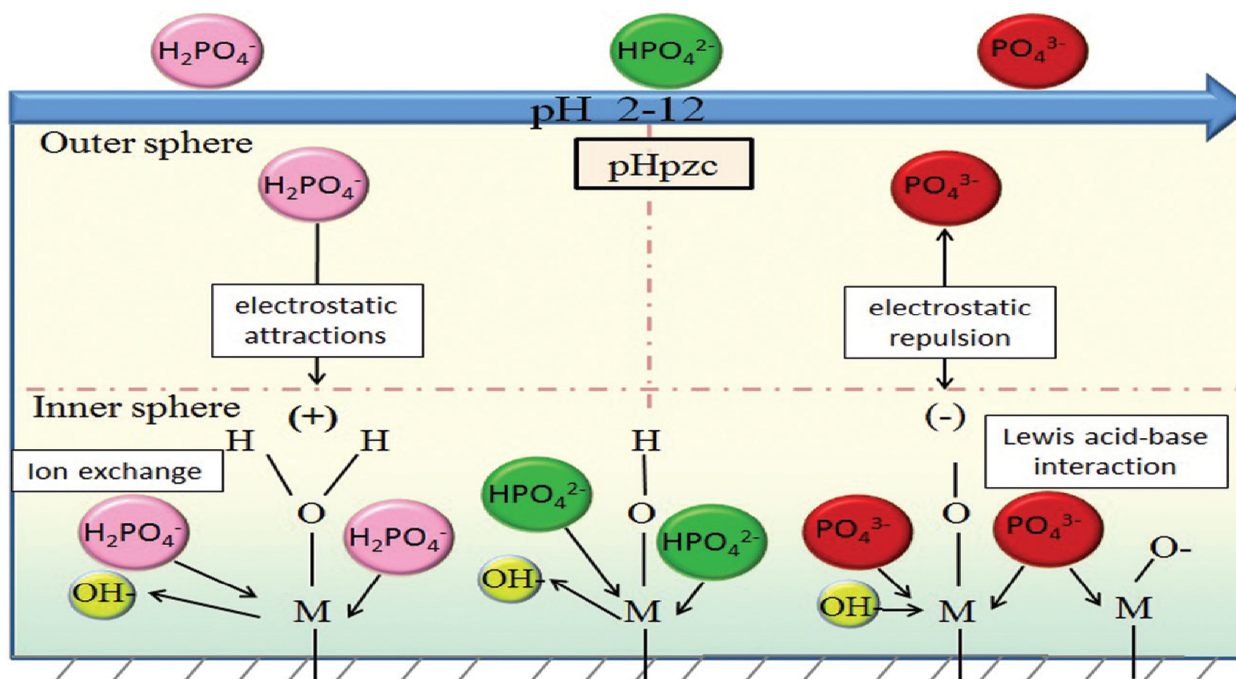 H₂PO₄⁻
HPO₄²⁻
PO₄³⁻
pH 2-12
Outer sphere
pHpzc
H₂PO₄⁻
PO₄³⁻
electrostatic
attractions
electrostatic
repulsion
Inner sphere
(+)
(-)
H H
H
Lewis acid-base
interaction
Ion exchange
H₂PO₄⁻
O
H₂PO₄⁻
HPO₄²⁻
O
HPO₄²⁻
PO₄³⁻
O
PO₄³⁻
O-
OH-
M
OH-
M
OH-
M
M